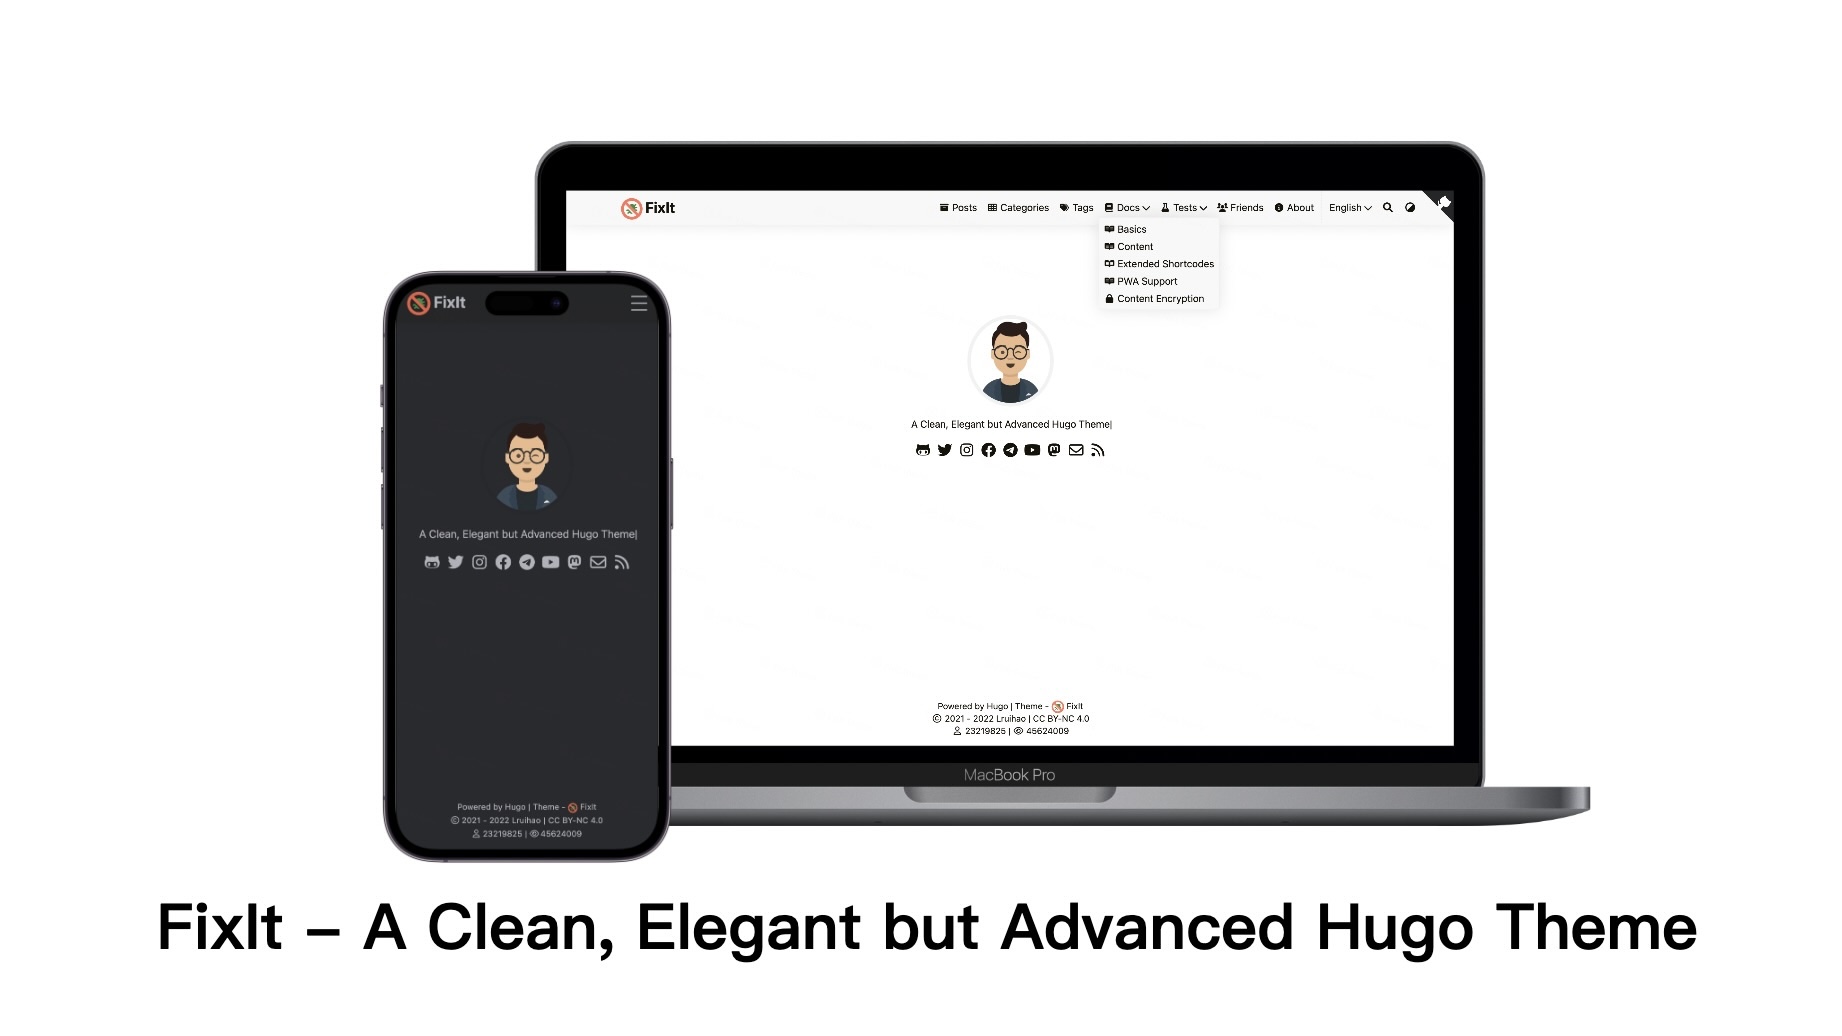 FixIt
Posts Categories Tags Docs Tests Friends About English
Basics
Content
Extended Shortcodes
PWA Support
Content Encryption
A Clean, Elegant but Advanced Hugo Theme|
Powered by Hugo | Theme - FixIt
© 2021 - 2022 Lruihao | CC BY-NC 4.0
23219825 | 45624009
MacBook Pro
FixIt
A Clean, Elegant but Advanced Hugo Theme|
Powered by Hugo | Theme - FixIt
© 2021 - 2022 Lruihao | CC BY-NC 4.0
23219825 | 45624009
FixIt – A Clean, Elegant but Advanced Hugo Theme